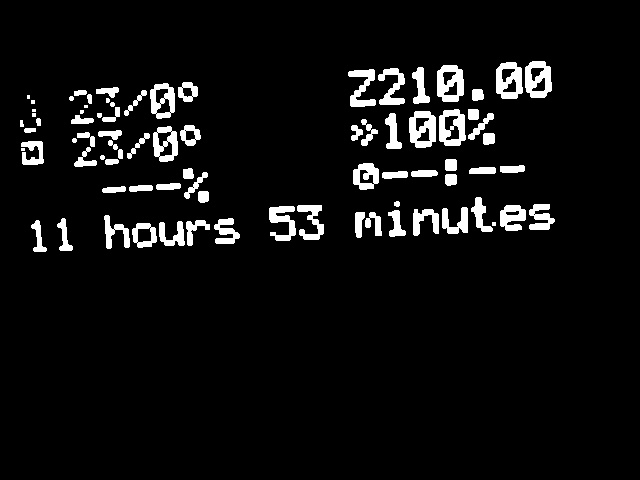 23/0° Z210.00
23/0° »100%
---% --:--
11 hours 53 minutes